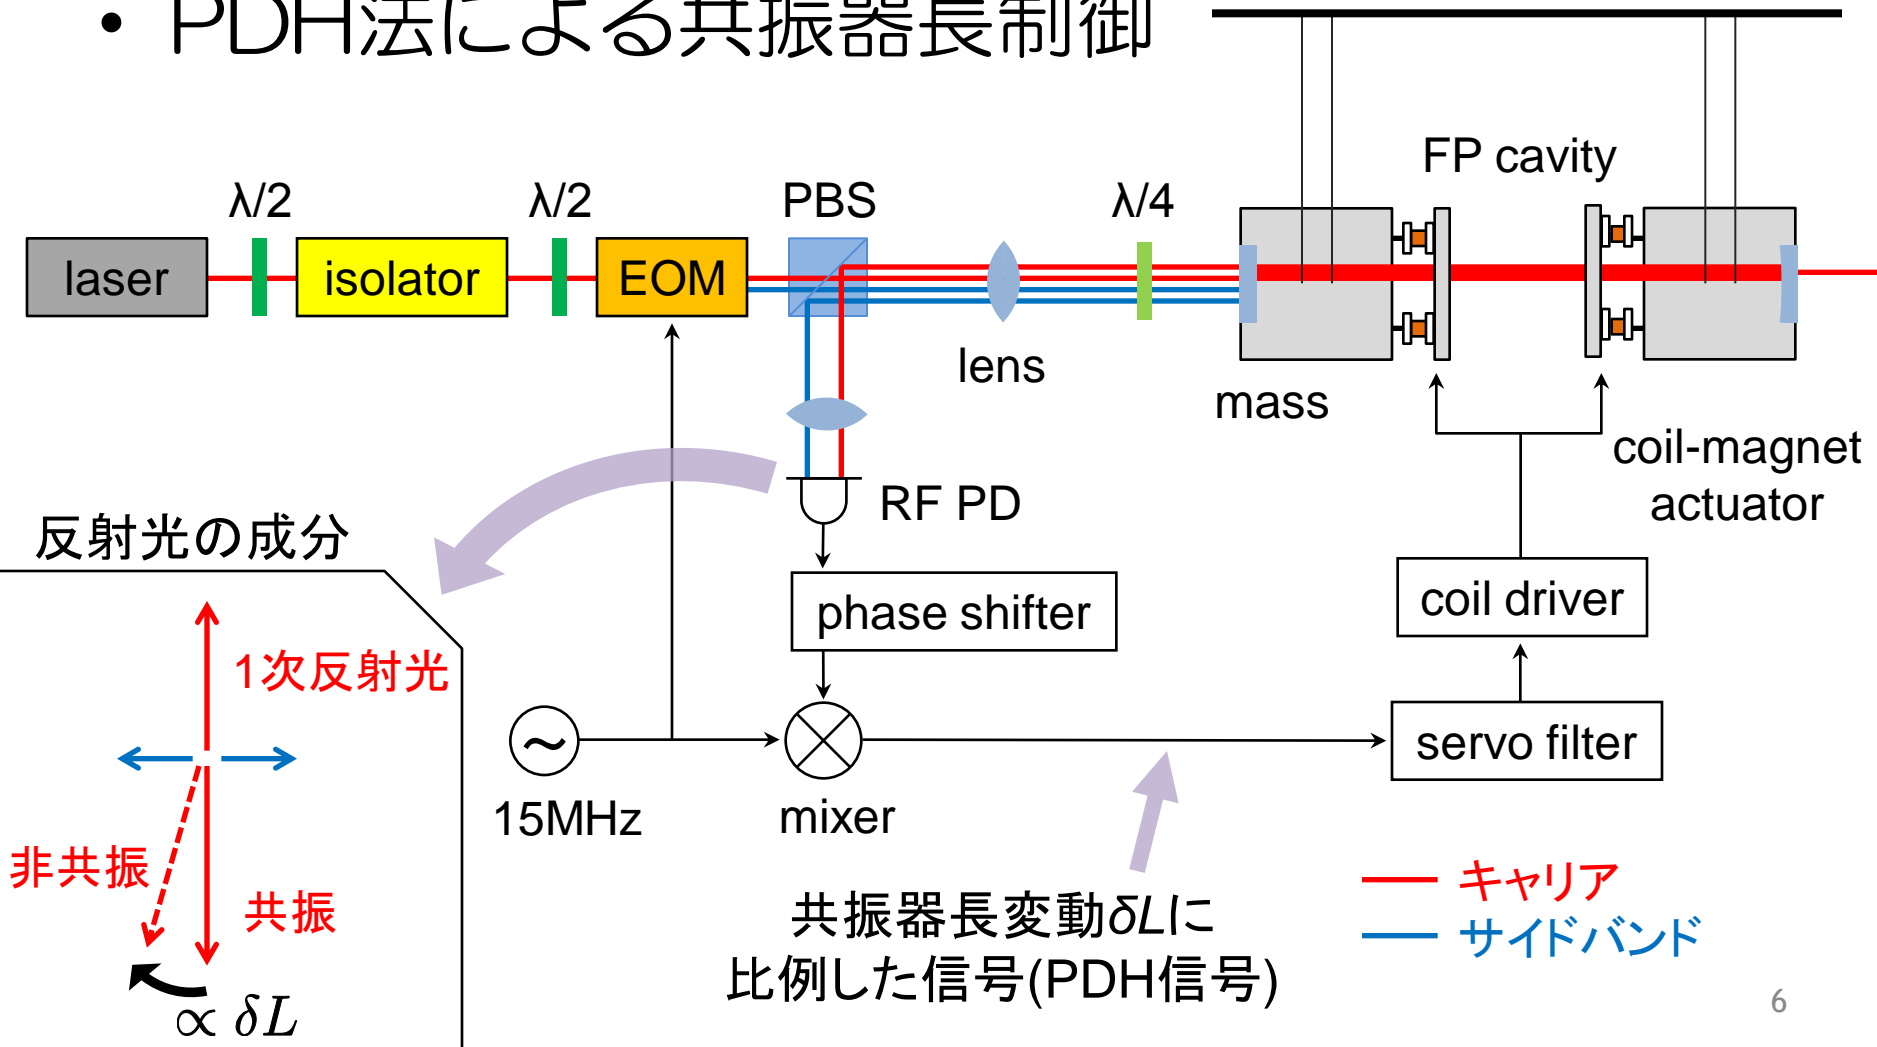 • PDH法による共振器長制御
FP cavity
λ/2
λ/2
PBS
λ/4
laser
isolator
EOM
lens
mass
coil-magnet
actuator
RF PD
反射光の成分
phase shifter
coil driver
1次反射光
servo filter
~
15MHz
mixer
非共振
共振
∝ δL
共振器長変動δLに
比例した信号(PDH信号)
キャリア
サイドバンド
6